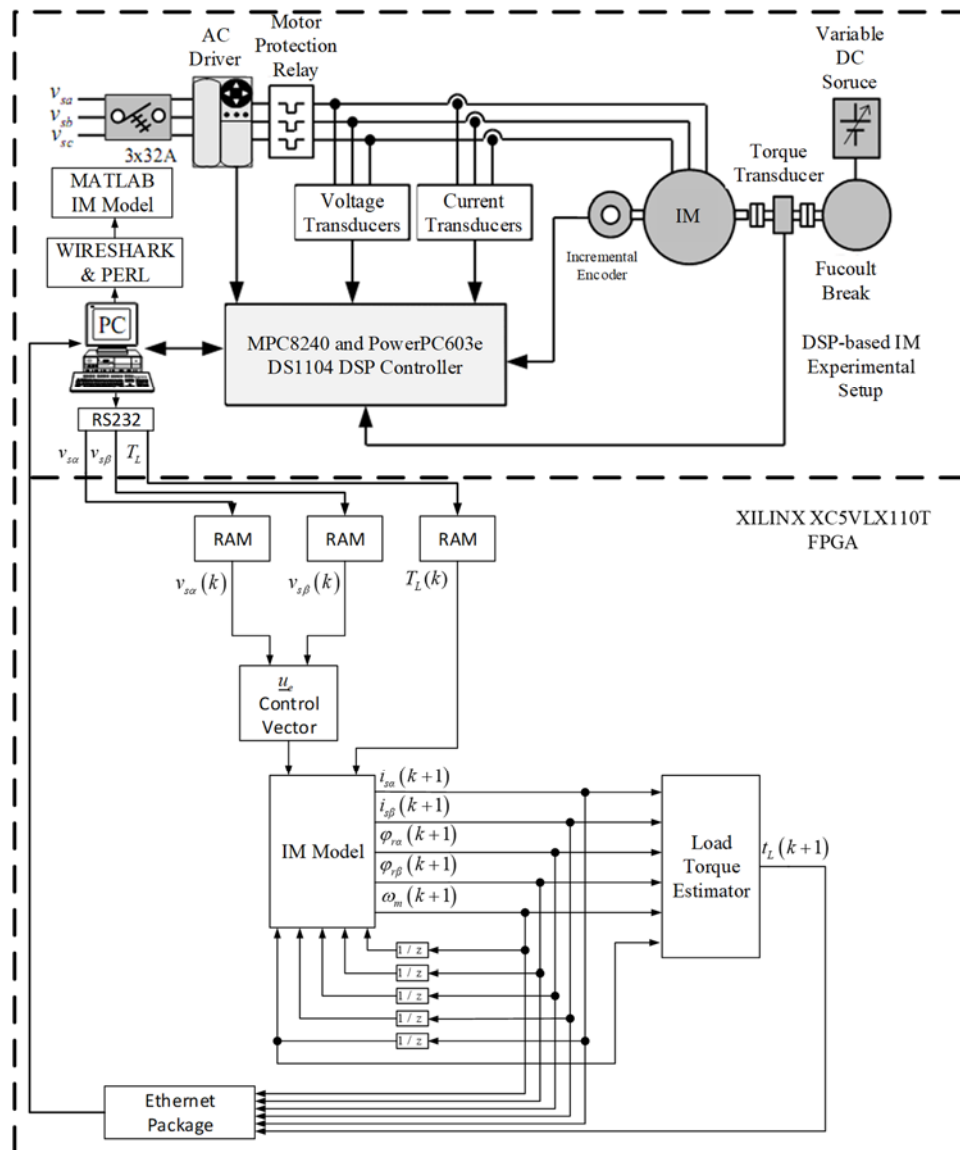 AC
Driver
Motor
Protection
Relay
Variable
DC
Soruce
v_sa
v_sb
v_sc
3x32A
MATLAB
IM Model
WIRESHARK
& PERL
PC
RS232
Voltage
Transducers
Current
Transducers
Incremental
Encoder
IM
Torque
Transducer
Fucoult
Break
MPC8240 and PowerPC603e
DS1104 DSP Controller
DSP-based IM
Experimental
Setup
v_sα v_sβ T_L
XILINX XC5VLX110T
FPGA
RAM
RAM
RAM
v_sα(k)
v_sβ(k)
T_L(k)
u_e
Control
Vector
IM Model
i_sα(k+1)
i_sβ(k+1)
φ_rα(k+1)
φ_rβ(k+1)
ω_m(k+1)
Load
Torque
Estimator
t_L(k+1)
1 / z
1 / z
1 / z
1 / z
1 / z
Ethernet
Package